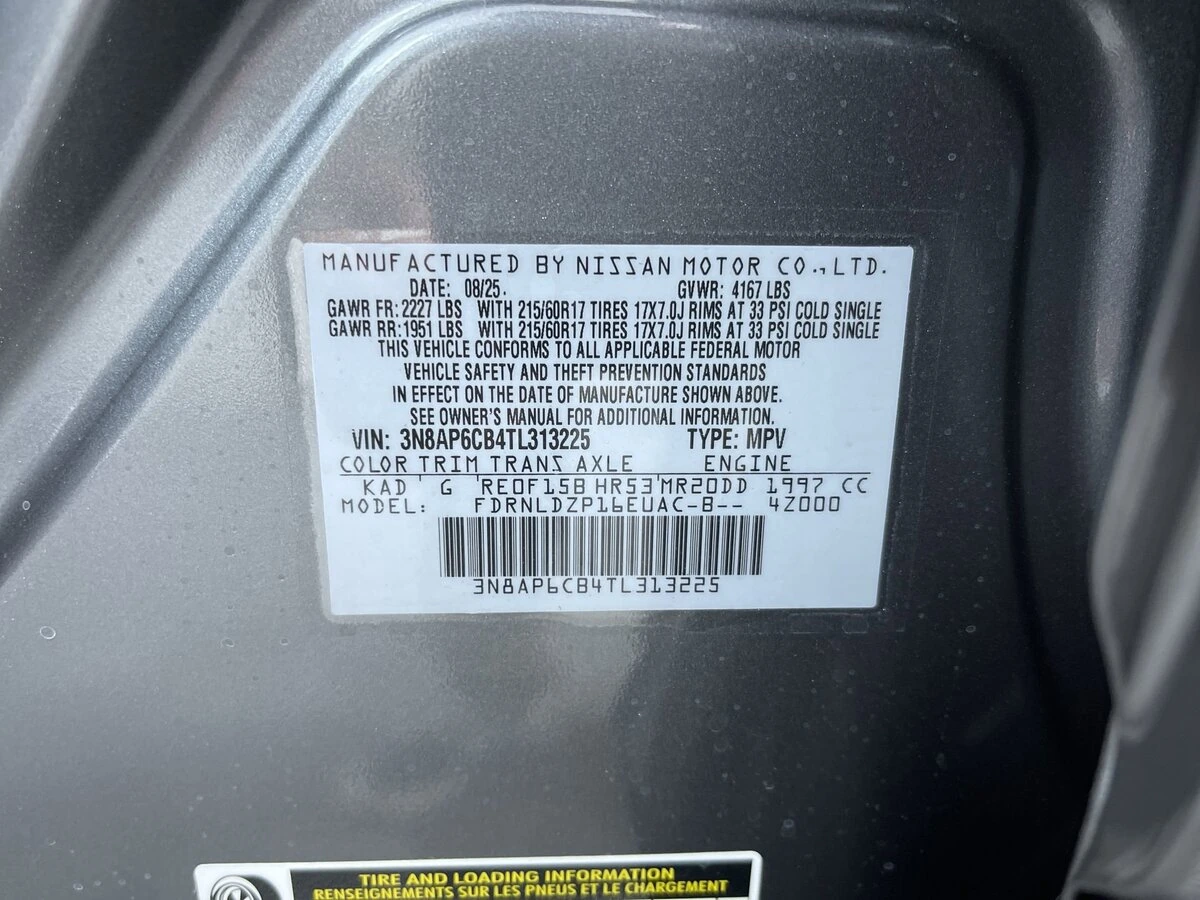 MANUFACTURED BY NISSAN MOTOR CO.,LTD.
DATE: 08/25. GVWR: 4167 LBS
GAWR FR: 2227 LBS WITH 215/60R17 TIRES 17X7.0J RIMS AT 33 PSI COLD SINGLE
GAWR RR: 1951 LBS WITH 215/60R17 TIRES 17X7.0J RIMS AT 33 PSI COLD SINGLE
THIS VEHICLE CONFORMS TO ALL APPLICABLE FEDERAL MOTOR
VEHICLE SAFETY AND THEFT PREVENTION STANDARDS
IN EFFECT ON THE DATE OF MANUFACTURE SHOWN ABOVE.
SEE OWNER'S MANUAL FOR ADDITIONAL INFORMATION.
VIN: 3N8AP6CB4TL313225 TYPE: MPV
COLOR TRIM TRANS AXLE ENGINE
KAD G RE0F15B HR53 MR20DD 1997 CC
MODEL: FDRNLDZP16EUAC-B-- 4Z000
3N8AP6CB4TL313225
TIRE AND LOADING INFORMATION
RENSEIGNEMENTS SUR LES PNEUS ET LE CHARGEMENT